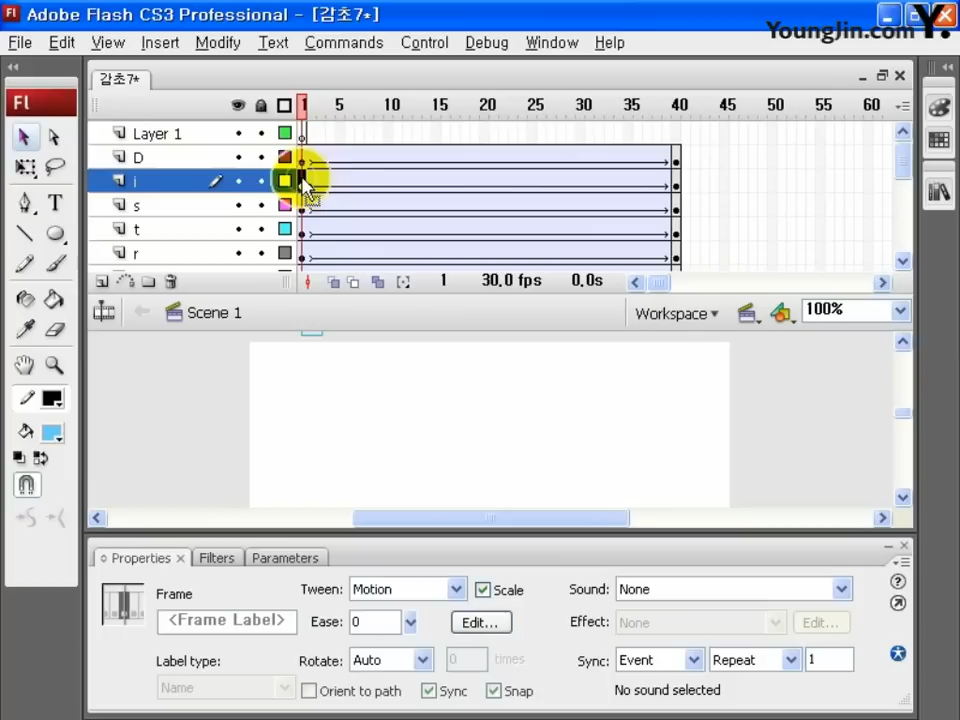 Fl Adobe Flash CS3 Professional - [감초7*]
YoungJin.com Y.
File Edit View Insert Modify Text Commands Control Debug Window Help
Fl
감초7*
1 5 10 15 20 25 30 35 40 45 50 55 60
Layer 1
D
i
s
t
r
1 30.0 fps 0.0s
Scene 1 Workspace 100%
Properties Filters Parameters
Frame Tween: Motion Scale Sound: None
<Frame Label> Ease: 0 Edit... Effect: None Edit...
Label type: Rotate: Auto 0 times Sync: Event Repeat 1
Name Orient to path Sync Snap No sound selected